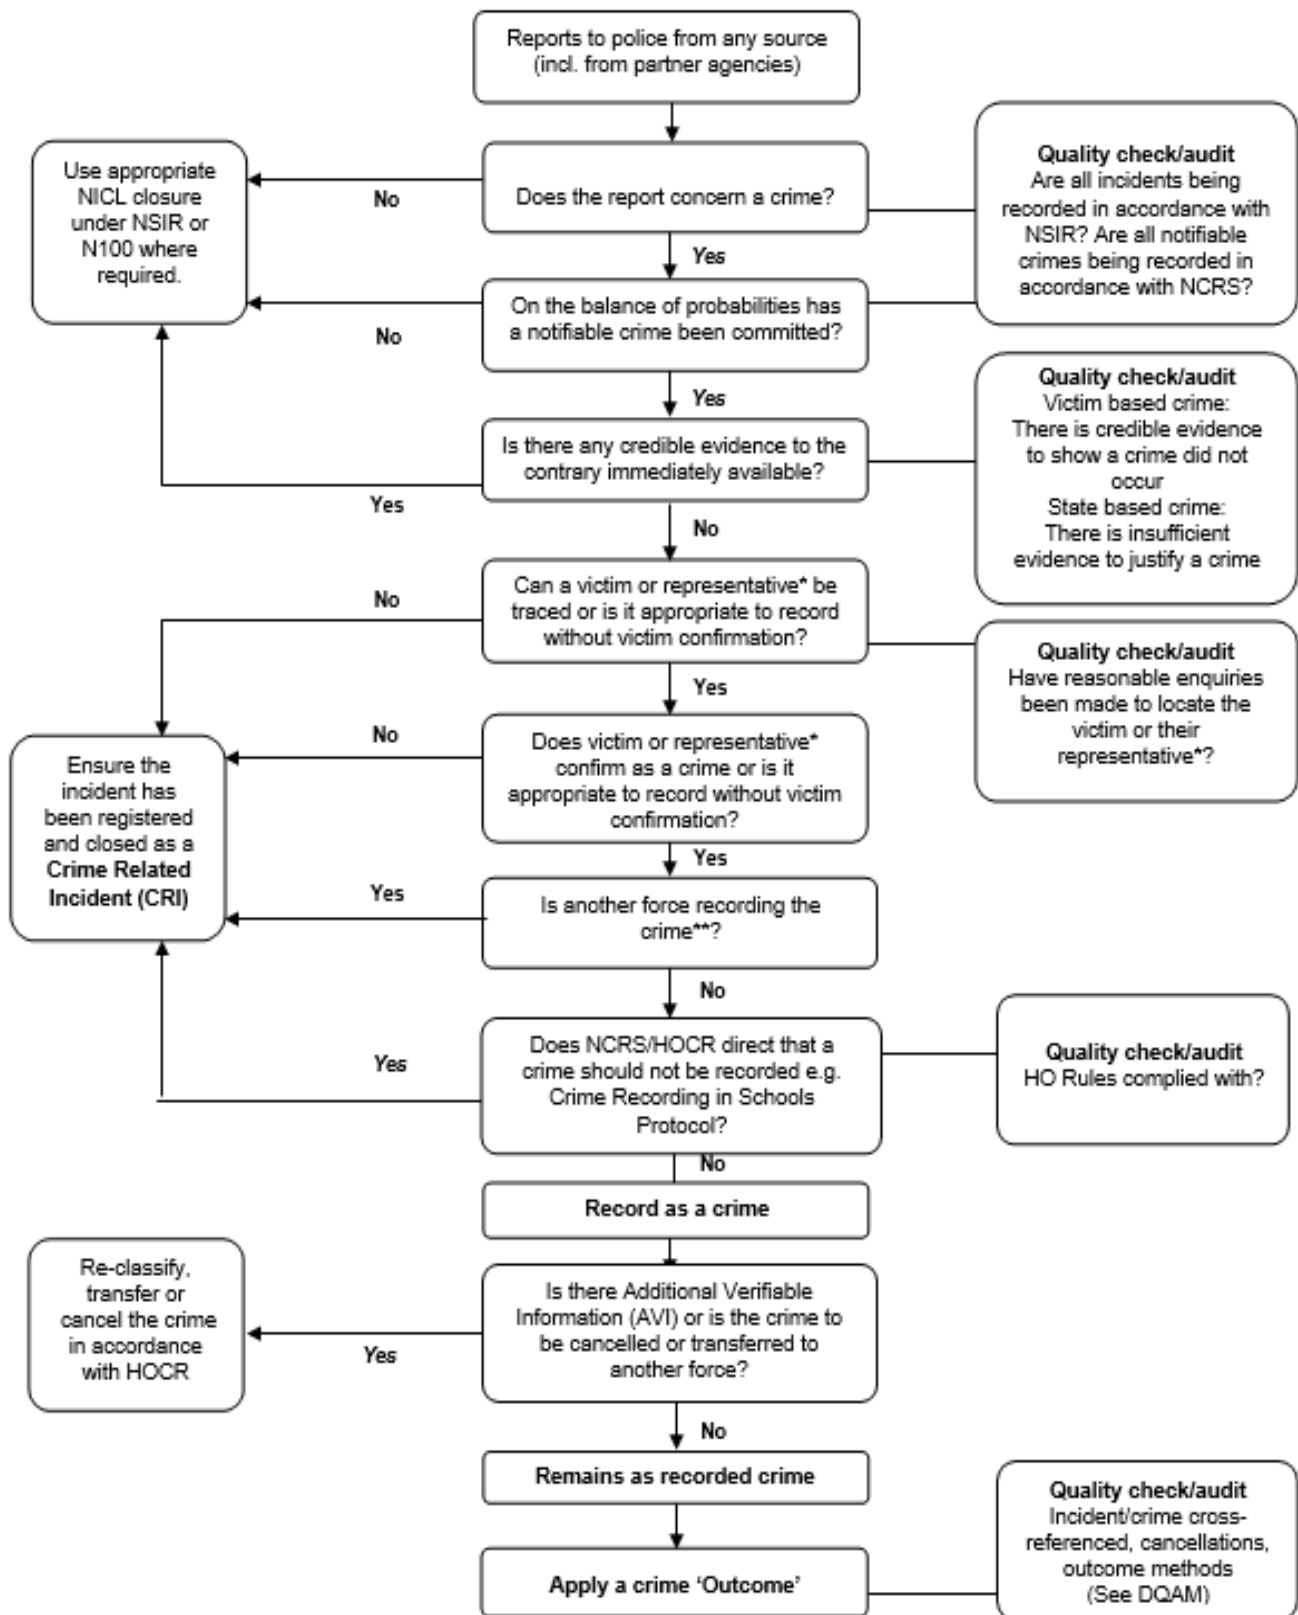 Reports to police from any source
(incl. from partner agencies)
Use appropriate
NICL closure
under NSIR or
N100 where
required.
No
Does the report concern a crime?
Quality check/audit
Are all incidents being
recorded in accordance with
NSIR? Are all notifiable
crimes being recorded in
accordance with NCRS?
Yes
No
On the balance of probabilities has
a notifiable crime been committed?
Yes
Is there any credible evidence to the
contrary immediately available?
Yes
Quality check/audit
Victim based crime:
There is credible evidence
to show a crime did not
occur
State based crime:
There is insufficient
evidence to justify a crime
No
No
Can a victim or representative* be
traced or is it appropriate to record
without victim confirmation?
Quality check/audit
Have reasonable enquiries
been made to locate the
victim or their
representative*?
Yes
No
Does victim or representative*
confirm as a crime or is it
appropriate to record without victim
confirmation?
Ensure the
incident has
been registered
and closed as a
Crime Related
Incident (CRI)
Yes
Yes
Is another force recording the
crime**?
No
Yes
Does NCRS/HOCR direct that a
crime should not be recorded e.g.
Crime Recording in Schools
Protocol?
Quality check/audit
HO Rules complied with?
No
Record as a crime
Re-classify,
transfer or
cancel the crime
in accordance
with HOCR
Yes
Is there Additional Verifiable
Information (AVI) or is the crime to
be cancelled or transferred to
another force?
No
Remains as recorded crime
Apply a crime ‘Outcome’
Quality check/audit
Incident/crime cross-
referenced, cancellations,
outcome methods
(See DQAM)